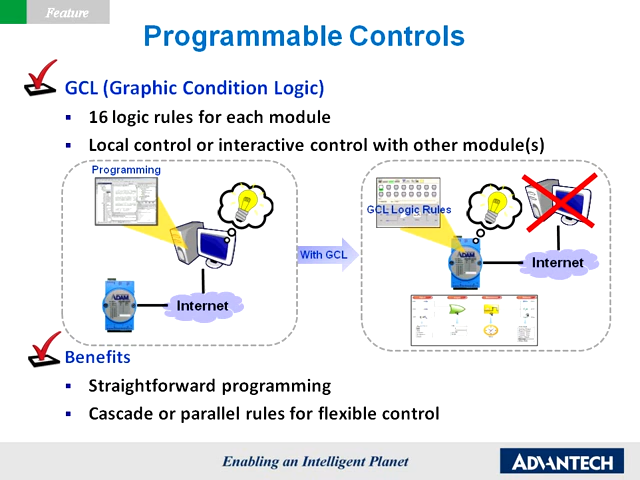 Feature
Programmable Controls
GCL (Graphic Condition Logic)
16 logic rules for each module
Local control or interactive control with other module(s)
Programming
GCL Logic Rules
With GCL
Internet
Internet
ADAM
Benefits
Straightforward programming
Cascade or parallel rules for flexible control
Enabling an Intelligent Planet
ADVANTECH